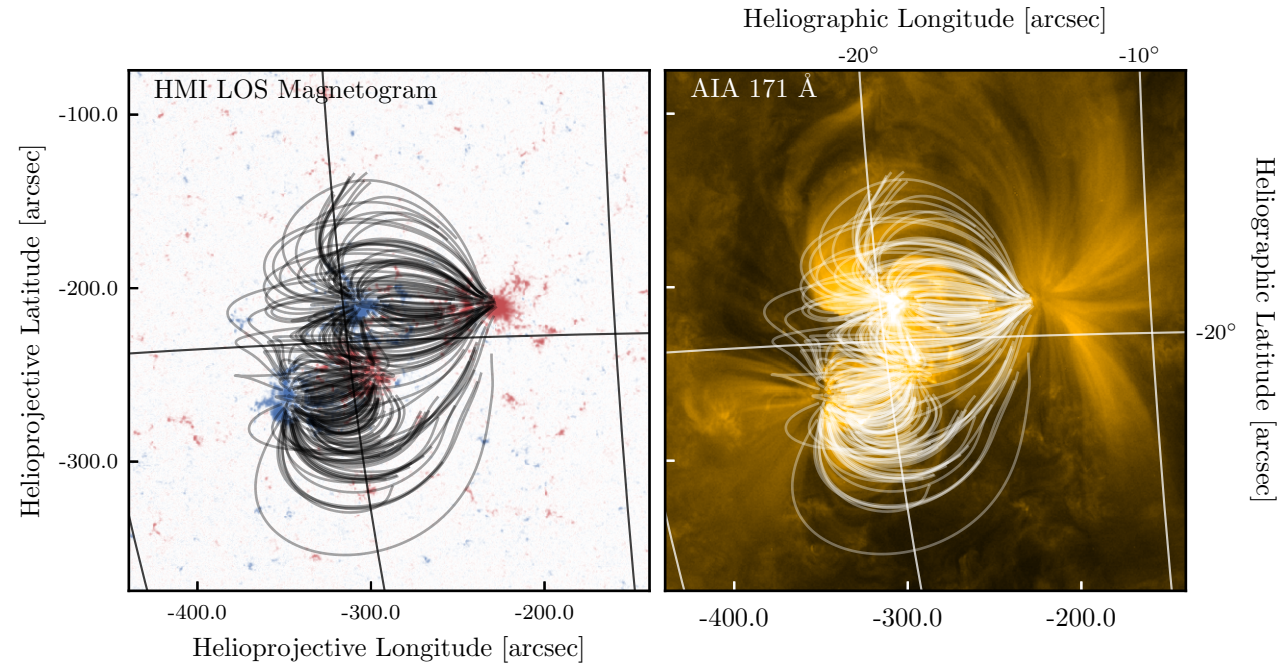 Heliographic Longitude [arcsec]
-20°
-10°
HMI LOS Magnetogram
AIA 171 Å
-100.0
-200.0
-300.0
Helioprojective Latitude [arcsec]
-20°
Heliographic Latitude [arcsec]
-400.0
-300.0
-200.0
-400.0
-300.0
-200.0
Helioprojective Longitude [arcsec]